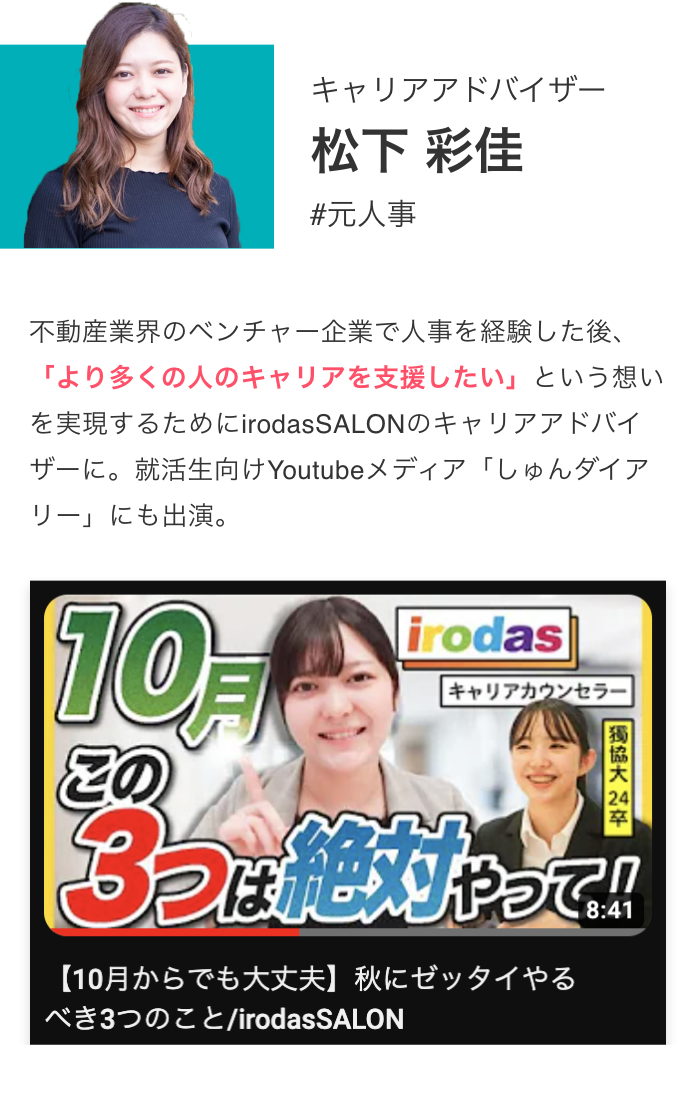 キャリアアドバイザー
松下 彩佳
#元人事
不動産業界のベンチャー企業で人事を経験した後、
「より多くの人のキャリアを支援したい」という想い
を実現するためにirodasSALONのキャリアアドバイ
ザーに。就活生向けYoutubeメディア「しゅんダイア
リー」にも出演。
10月
irodas
キャリアカウンセラー
獨協大 24卒
この
3つは絶対やって!
8:41
【10月からでも大丈夫】秋にゼッタイやる
べき3つのこと/irodasSALON